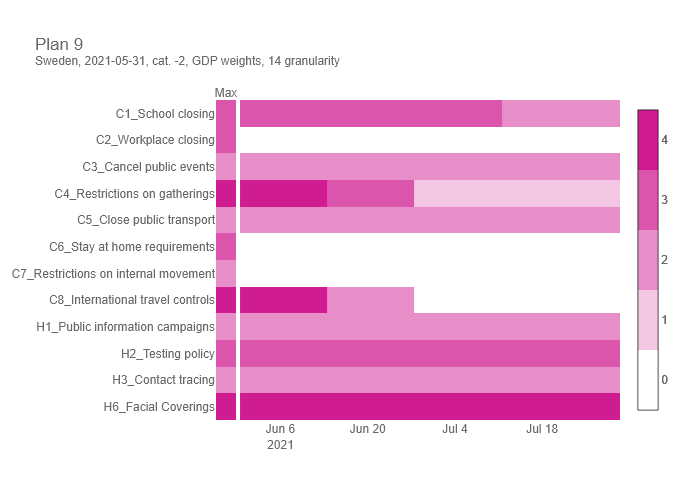 Plan 9
Sweden, 2021-05-31, cat. -2, GDP weights, 14 granularity
Max
C1_School closing
C2_Workplace closing
C3_Cancel public events
C4_Restrictions on gatherings
C5_Close public transport
C6_Stay at home requirements
C7_Restrictions on internal movement
C8_International travel controls
H1_Public information campaigns
H2_Testing policy
H3_Contact tracing
H6_Facial Coverings
Jun 6
2021
Jun 20
Jul 4
Jul 18
4
3
2
1
0